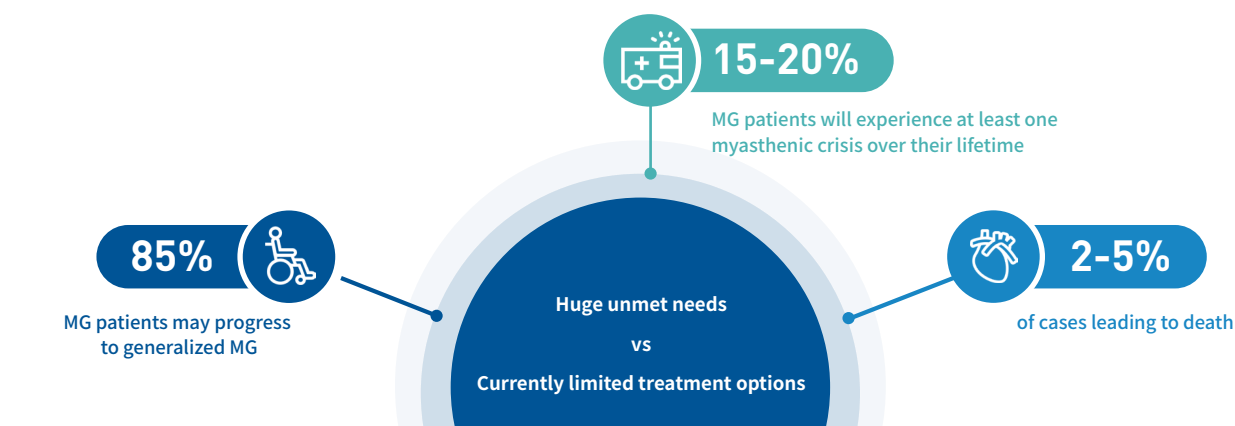 15-20%
MG patients will experience at least one
myasthenic crisis over their lifetime
85%
MG patients may progress
to generalized MG
2-5%
of cases leading to death
Huge unmet needs
vs
Currently limited treatment options